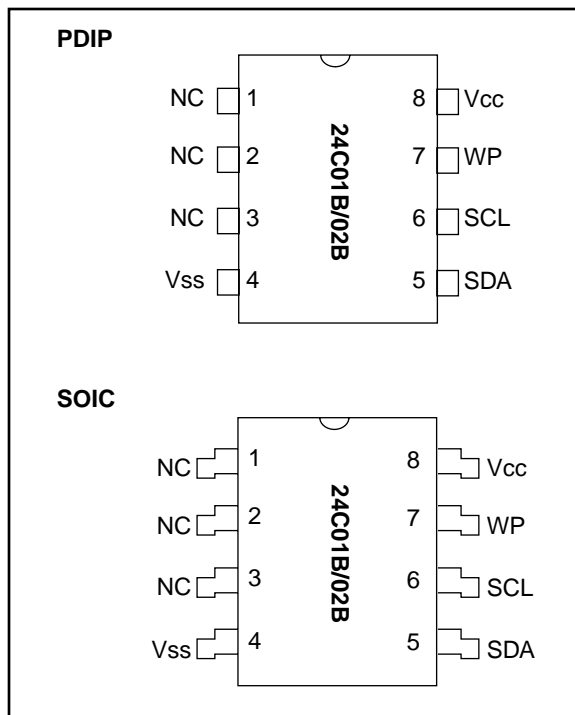 PDIP
NC 1 8 Vcc
NC 2 7 WP
NC 3 6 SCL
Vss 4 5 SDA
24C01B/02B
SOIC
NC 1 8 Vcc
NC 2 7 WP
NC 3 6 SCL
Vss 4 5 SDA
24C01B/02B